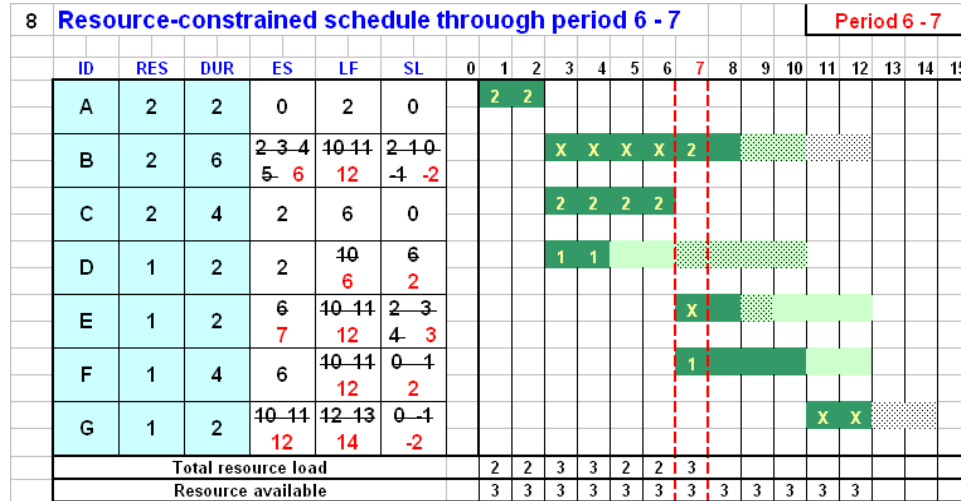 8 Resource-constrained schedule thruough period 6 - 7 Period 6 - 7
ID RES DUR ES LF SL 0 1 2 3 4 5 6 7 8 9 10 11 12 13 14 15
A 2 2 0 2 0 2 2
B 2 6 2 3 4 5 6 10 11 12 2 1 0 -1 -2 X X X X 2
C 2 4 2 6 0 2 2 2 2
D 1 2 2 10 6 6 2 1 1
E 1 2 6 7 10 11 12 2 3 4 3 X
F 1 4 6 10 11 12 0 1 2 1
G 1 2 10 11 12 12 13 14 0 -1 -2 X X
Total resource load 2 2 3 3 2 2 3
Resource available 3 3 3 3 3 3 3 3 3 3 3 3